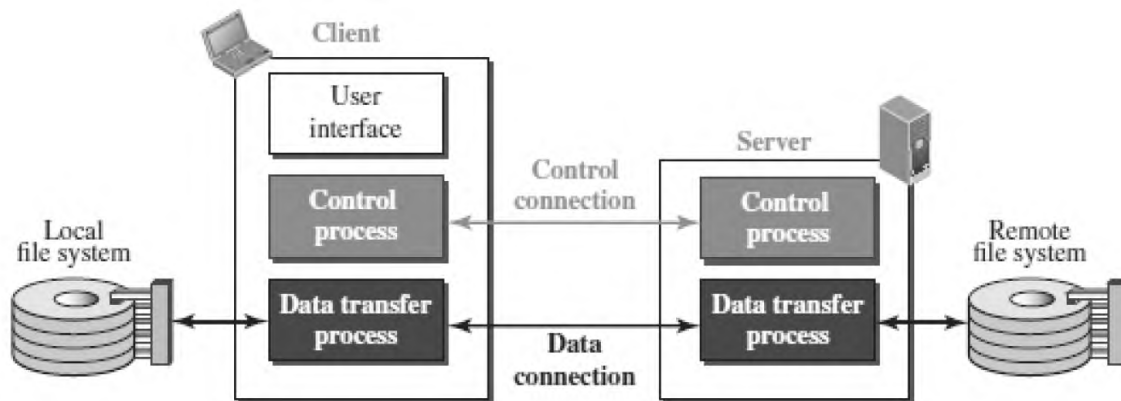 Client
User
interface
Server
Control
connection
Control
process
Control
process
Local
file system
Remote
file system
Data transfer
process
Data transfer
process
Data
connection